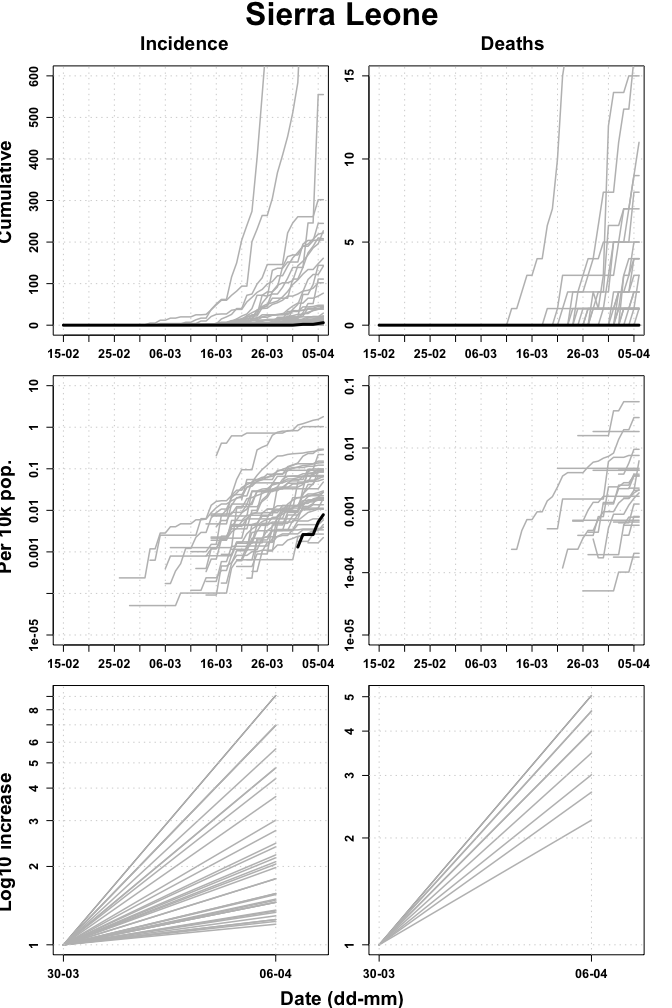 Sierra Leone
Incidence
Deaths
Cumulative
600
500
400
300
200
100
0
15-02 25-02 06-03 16-03 26-03 05-04
15
10
5
0
15-02 25-02 06-03 16-03 26-03 05-04
Per 10k pop.
10
1
0.1
0.01
0.001
1e-05
15-02 25-02 06-03 16-03 26-03 05-04
0.1
0.01
0.001
1e-04
1e-05
15-02 25-02 06-03 16-03 26-03 05-04
Log10 increase
8
6
5
4
3
2
1
30-03 06-04
5
4
3
2
1
30-03 06-04
Date (dd-mm)